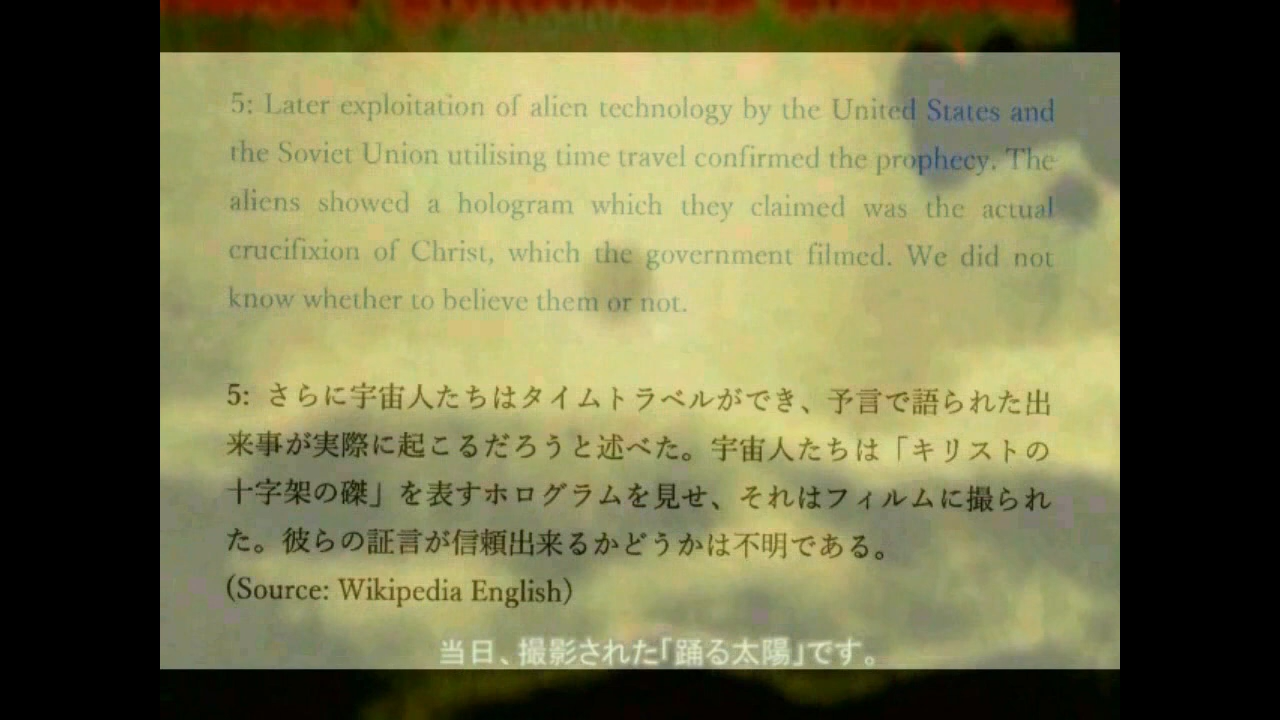 5: Later exploitation of alien technology by the United States and
the Soviet Union utilising time travel confirmed the prophecy. The
aliens showed a hologram which they claimed was the actual
crucifixion of Christ, which the government filmed. We did not
know whether to believe them or not.
5: さらに宇宙人たちはタイムトラベルができ、予言で語られた出
来事が実際に起こるだろうと述べた。宇宙人たちは「キリストの
十字架の磔」を表すホログラムを見せ、それはフィルムに撮られ
た。彼らの証言が信頼出来るかどうかは不明である。
(Source: Wikipedia English)
当日、撮影された「踊る太陽」です。